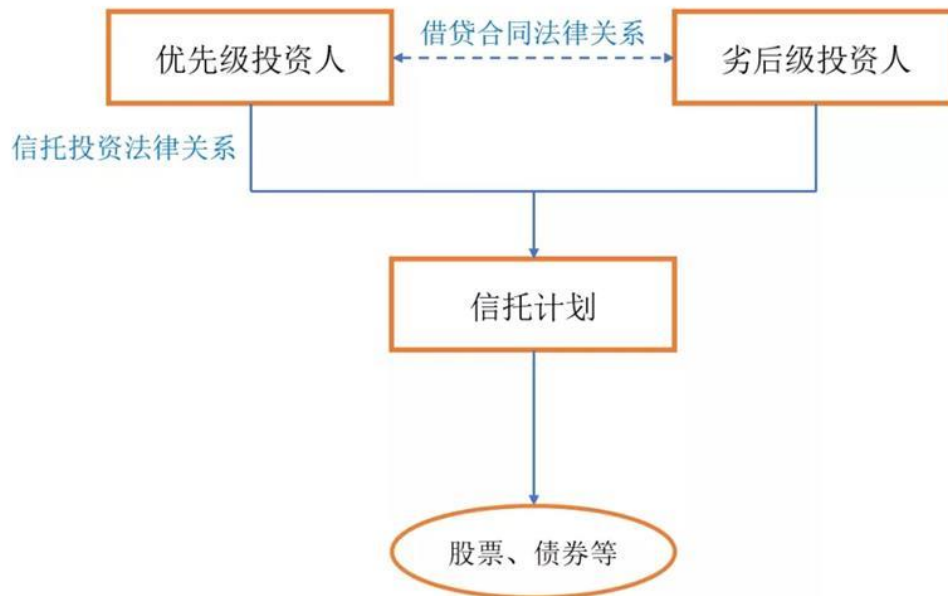 优先级投资人
借贷合同法律关系
劣后级投资人
信托投资法律关系
信托计划
股票、债券等